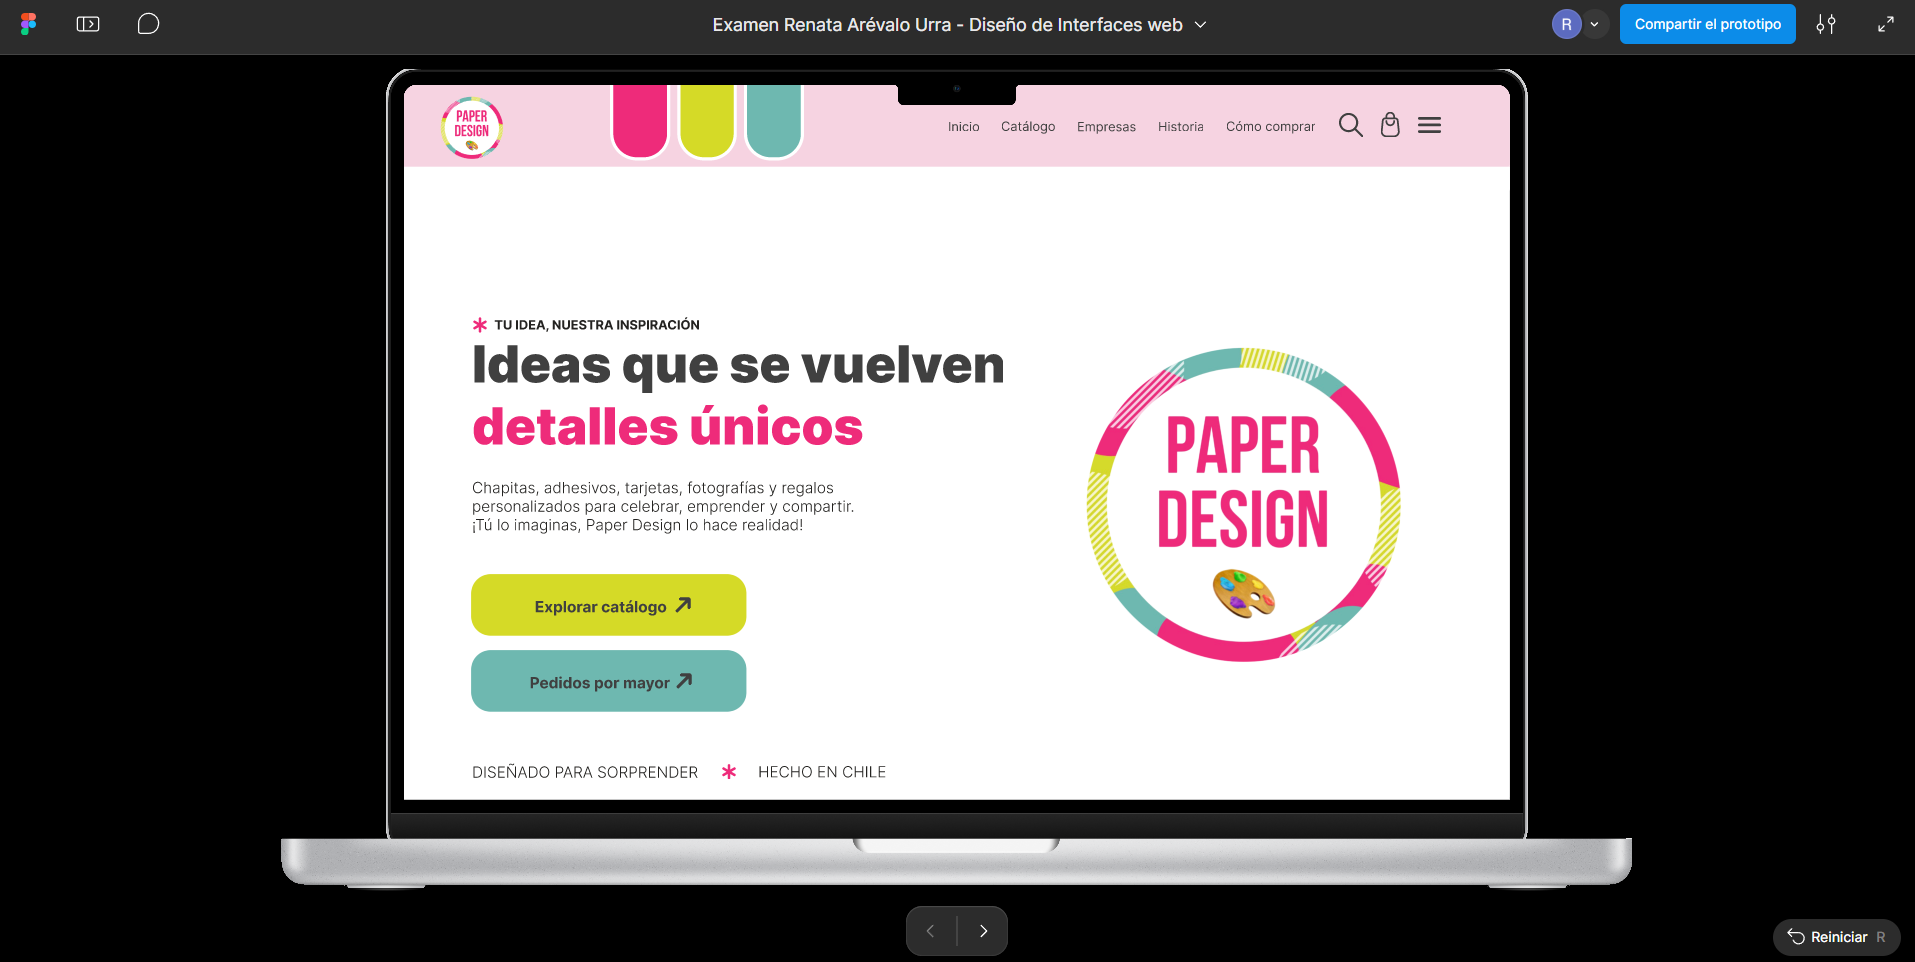 Examen Renata Arévalo Urra - Diseño de Interfaces web
R
Compartir el prototipo
PAPER
DESIGN
Inicio
Catálogo
Empresas
Historia
Cómo comprar
TU IDEA, NUESTRA INSPIRACIÓN
Ideas que se vuelven
detalles únicos
Chapitas, adhesivos, tarjetas, fotografías y regalos
personalizados para celebrar, emprender y compartir.
¡Tú lo imaginas, Paper Design lo hace realidad!
Explorar catálogo
Pedidos por mayor
PAPER
DESIGN
DISEÑADO PARA SORPRENDER
HECHO EN CHILE
Reiniciar R